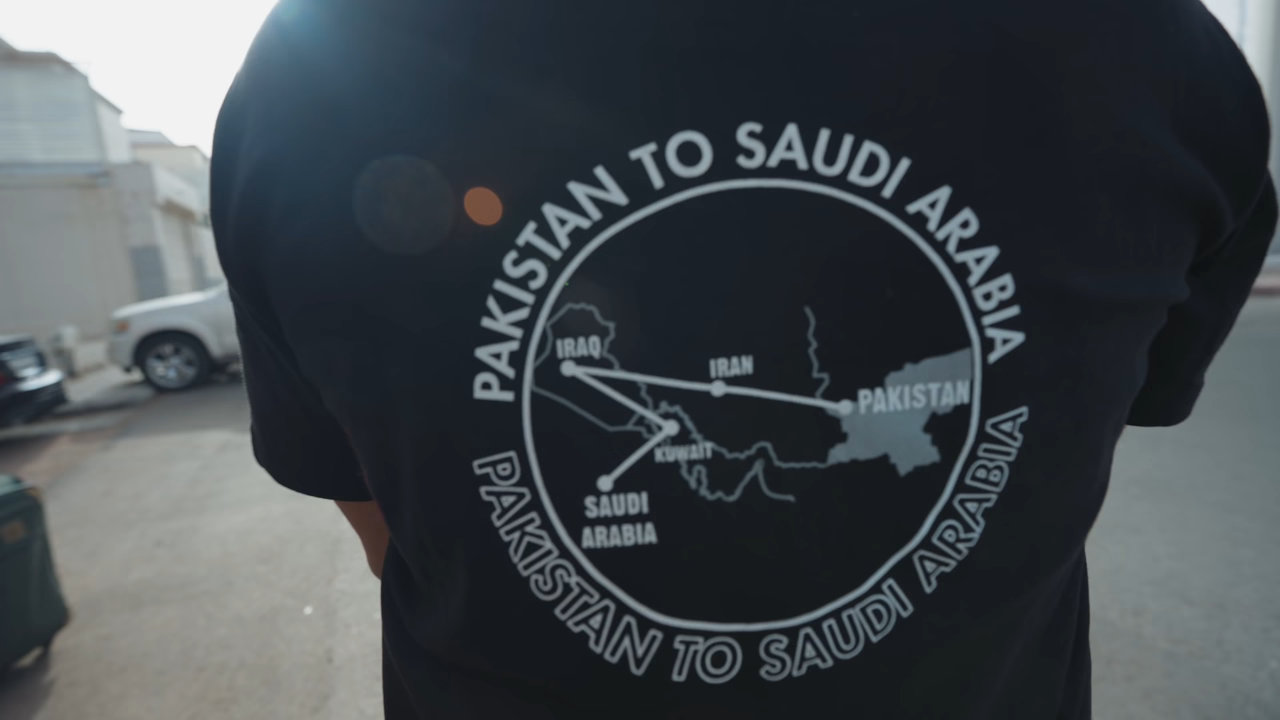 PAKISTAN TO SAUDI ARABIA
IRAQ
IRAN
PAKISTAN
KUWAIT
SAUDI
ARABIA
PAKISTAN TO SAUDI ARABIA